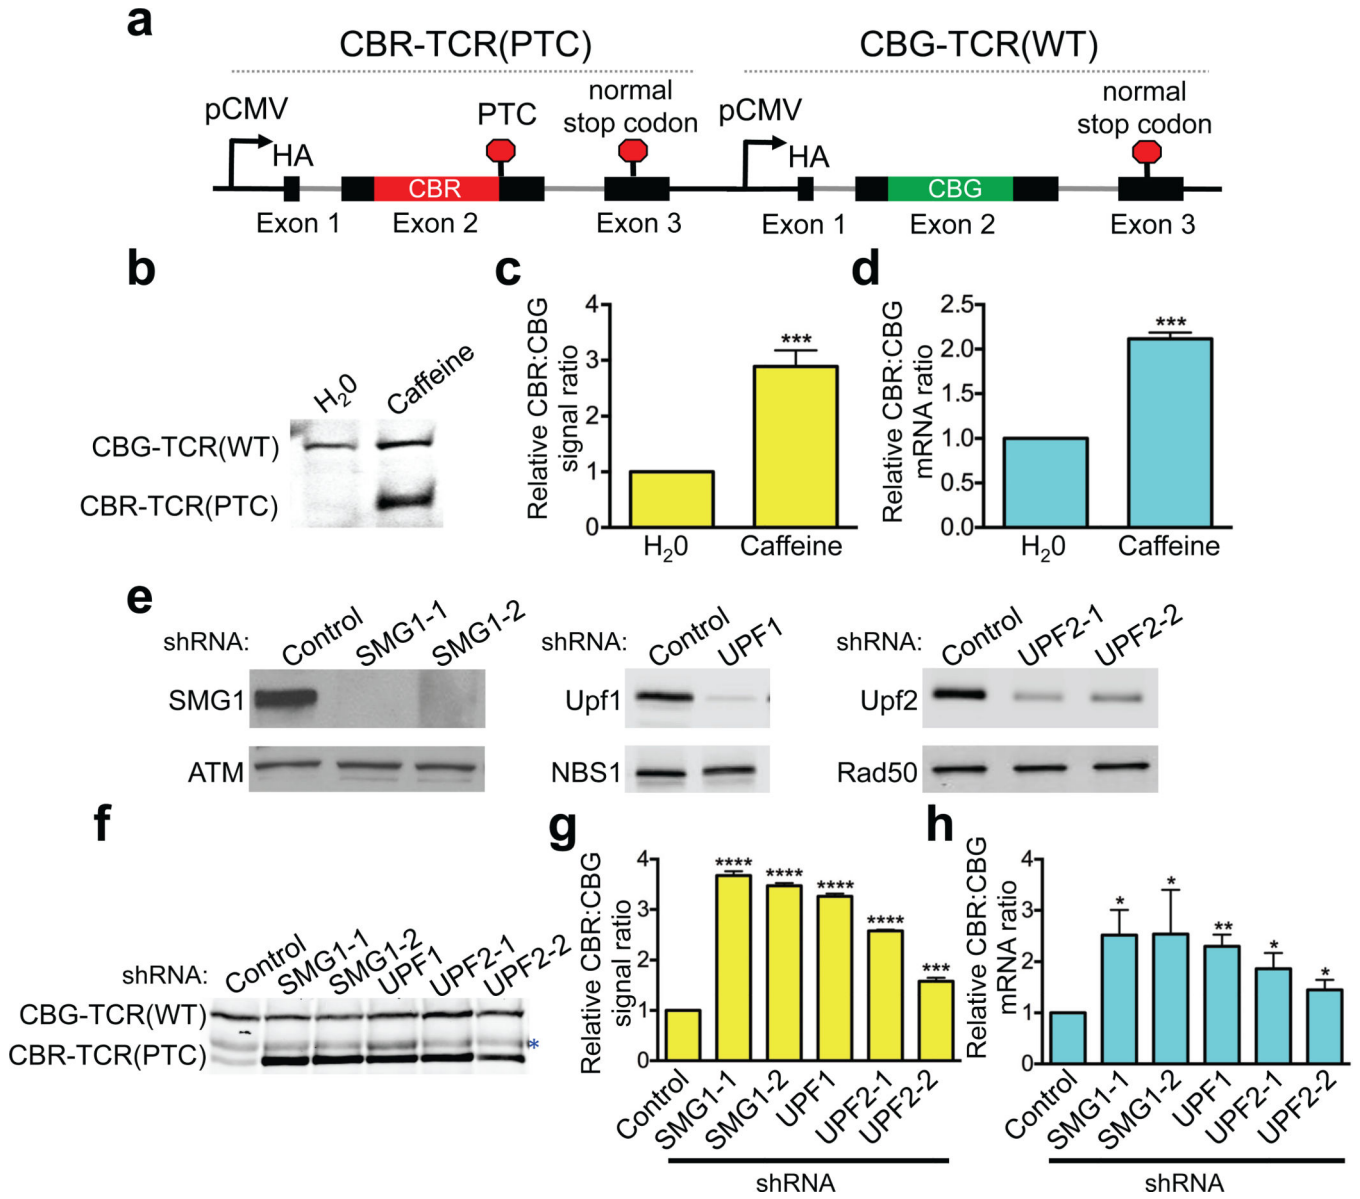 a
CBR-TCR(PTC)
CBG-TCR(WT)
pCMV
HA
PTC
normal
stop codon
CBR
Exon 1
Exon 2
Exon 3
pCMV
HA
normal
stop codon
CBG
Exon 1
Exon 2
Exon 3
b
H20
Caffeine
CBG-TCR(WT)
CBR-TCR(PTC)
c
Relative CBR:CBG
signal ratio
4
3
2
1
0
***
H20
Caffeine
d
Relative CBR:CBG
mRNA ratio
2.5
2.0
1.5
1.0
0.5
0.0
***
H20
Caffeine
e
shRNA:
Control
SMG1-1
SMG1-2
SMG1
ATM
shRNA:
Control
UPF1
Upf1
NBS1
shRNA:
Control
UPF2-1
UPF2-2
Upf2
Rad50
f
shRNA:
Control
SMG1-1
SMG1-2
UPF1
UPF2-1
UPF2-2
CBG-TCR(WT)
CBR-TCR(PTC)
*
g
Relative CBR:CBG
signal ratio
4
3
2
1
0
****
****
****
****
***
Control
SMG1-1
SMG1-2
UPF1
UPF2-1
UPF2-2
shRNA
h
Relative CBR:CBG
mRNA ratio
4
3
2
1
0
*
*
**
*
*
Control
SMG1-1
SMG1-2
UPF1
UPF2-1
UPF2-2
shRNA